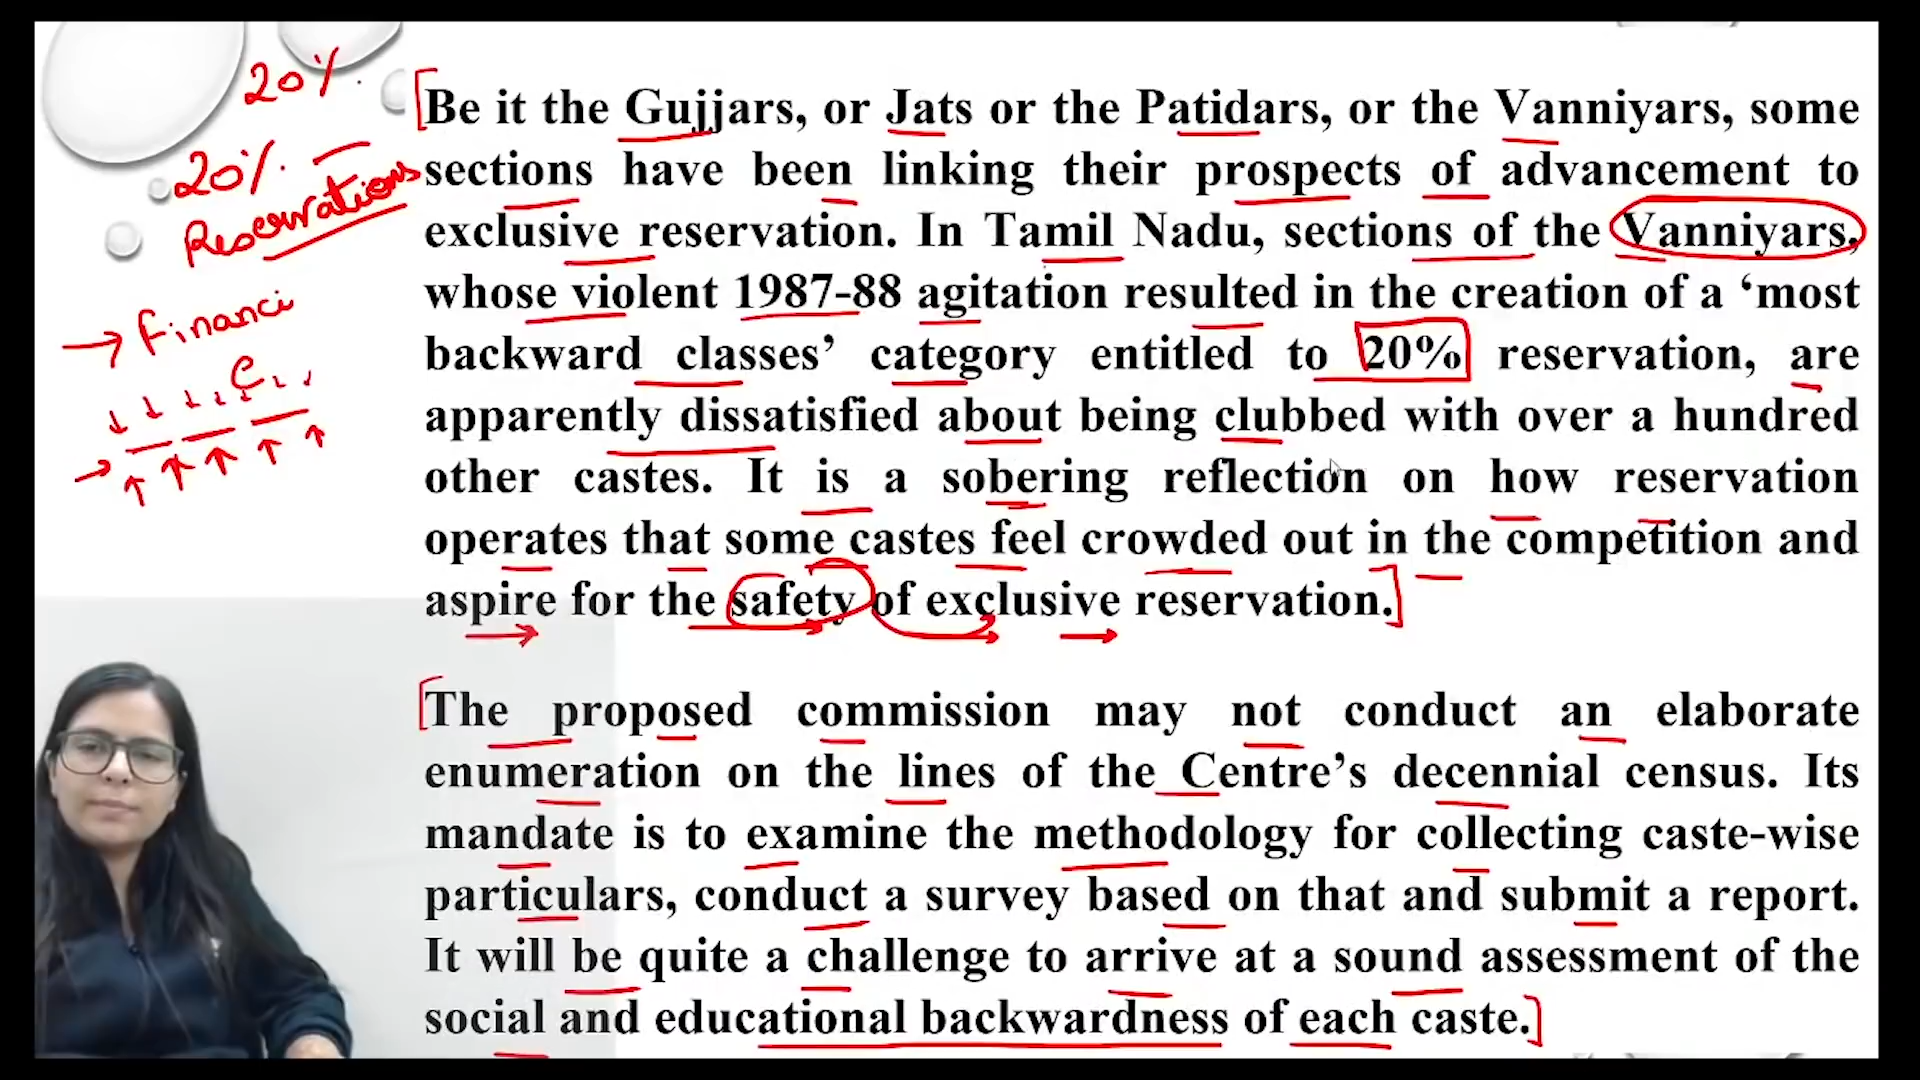 20%.
20%. -
Reservations
→ Financi
Be it the Gujjars, or Jats or the Patidars, or the Vanniyars, some
sections have been linking their prospects of advancement to
exclusive reservation. In Tamil Nadu, sections of the Vanniyars,
whose violent 1987-88 agitation resulted in the creation of a ‘most
backward classes’ category entitled to 20% reservation, are
apparently dissatisfied about being clubbed with over a hundred
other castes. It is a sobering reflection on how reservation
operates that some castes feel crowded out in the competition and
aspire for the safety of exclusive reservation.
The proposed commission may not conduct an elaborate
enumeration on the lines of the Centre’s decennial census. Its
mandate is to examine the methodology for collecting caste-wise
particulars, conduct a survey based on that and submit a report.
It will be quite a challenge to arrive at a sound assessment of the
social and educational backwardness of each caste.